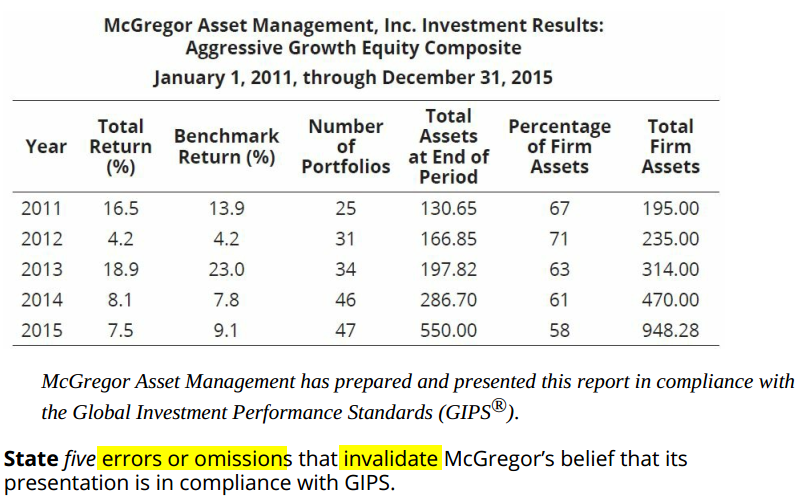 McGregor Asset Management, Inc. Investment Results:
Aggressive Growth Equity Composite
January 1, 2011, through December 31, 2015
Year Total Return (%) Benchmark Return (%) Number of Portfolios Total Assets at End of Period Percentage of Firm Assets Total Firm Assets
2011 16.5 13.9 25 130.65 67 195.00
2012 4.2 4.2 31 166.85 71 235.00
2013 18.9 23.0 34 197.82 63 314.00
2014 8.1 7.8 46 286.70 61 470.00
2015 7.5 9.1 47 550.00 58 948.28
McGregor Asset Management has prepared and presented this report in compliance with
the Global Investment Performance Standards (GIPS®).
State five errors or omissions that invalidate McGregor’s belief that its
presentation is in compliance with GIPS.